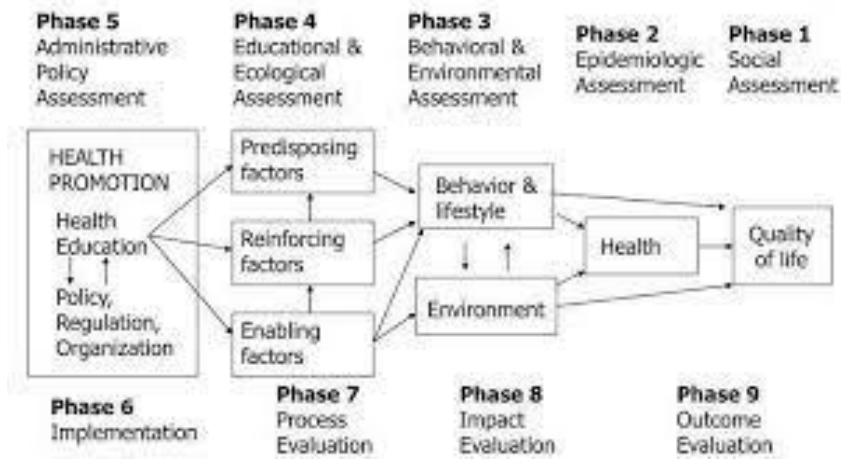 Phase 5
Administrative
Policy
Assessment
Phase 4
Educational &
Ecological
Assessment
Phase 3
Behavioral &
Environmental
Assessment
Phase 2
Epidemiologic
Assessment
Phase 1
Social
Assessment
HEALTH
PROMOTION
Health
Education
Policy,
Regulation,
Organization
Predisposing
factors
Reinforcing
factors
Enabling
factors
Behavior &
lifestyle
Environment
Health
Quality
of life
Phase 6
Implementation
Phase 7
Process
Evaluation
Phase 8
Impact
Evaluation
Phase 9
Outcome
Evaluation